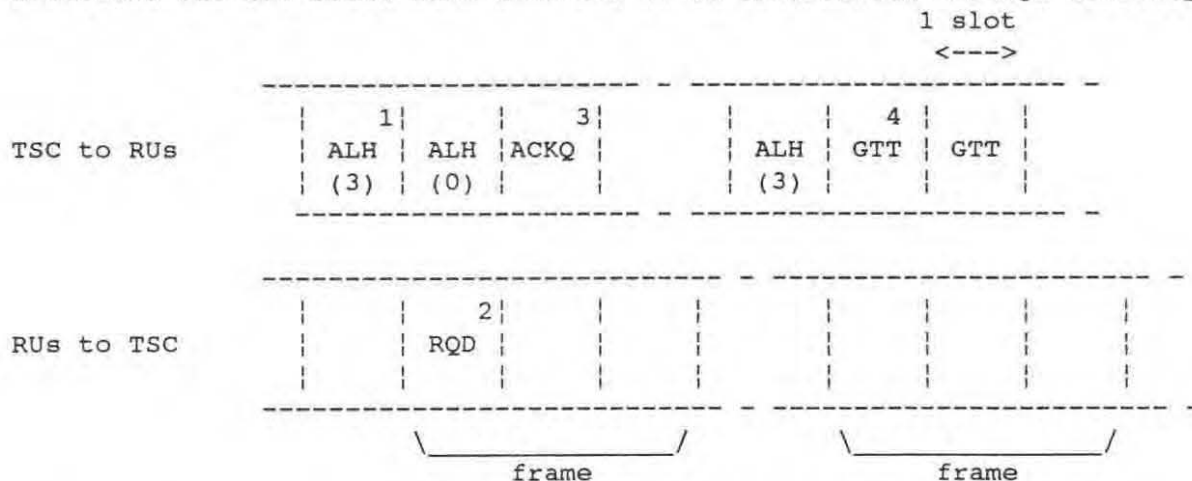 1 slot
<--->
1 3 4
TSC to RUs ALH ALH ACKQ ALH GTT GTT
(3) (0) (3)
2
RUs to TSC RQD
frame frame